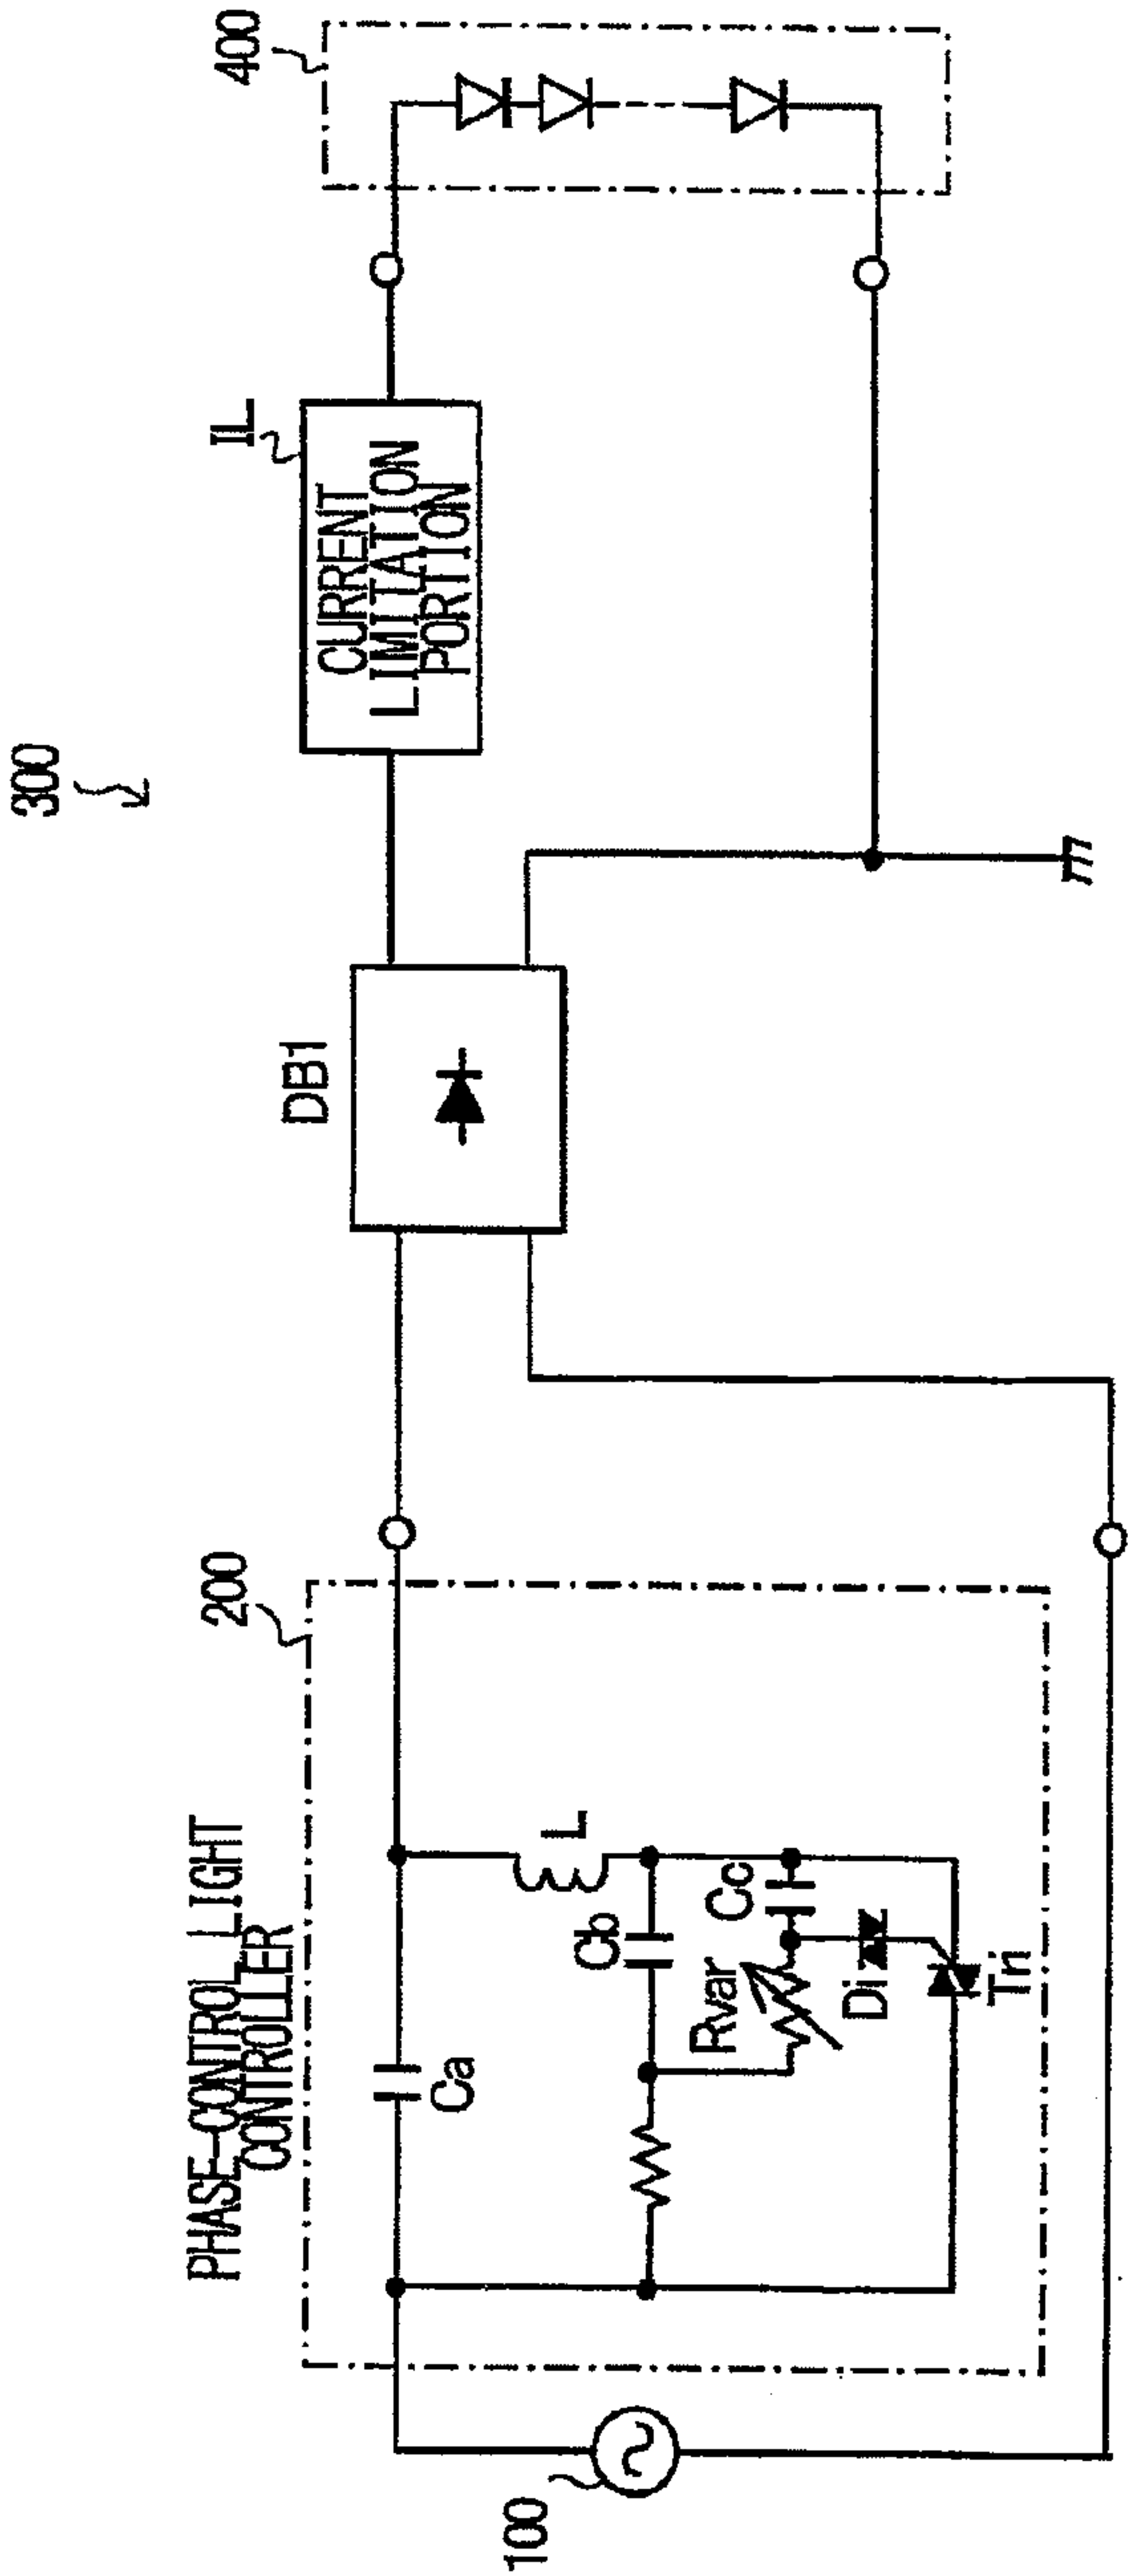 300
PHASE-CONTROL LIGHT
CONTROLLER
200
DB1
IL
400
CURRENT
LIMITATION
PORTION
Ca
L
Cb
Cc
Rvar
Di
Tri
100